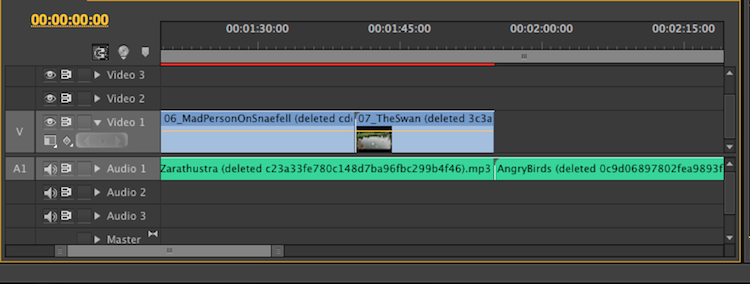 00:00:00:00
00:01:30:00 00:01:45:00 00:02:00:00 00:02:15:00
Video 3
Video 2
V Video 1 06_MadPersonOnSnaefell (deleted cd 07_TheSwan (deleted 3c3a
A1 Audio 1 Zarathustra (deleted c23a33fe780c148d7ba96fbc299b4f46).mp3 AngryBirds (deleted 0c9d06897802fea9893f
Audio 2
Audio 3
Master